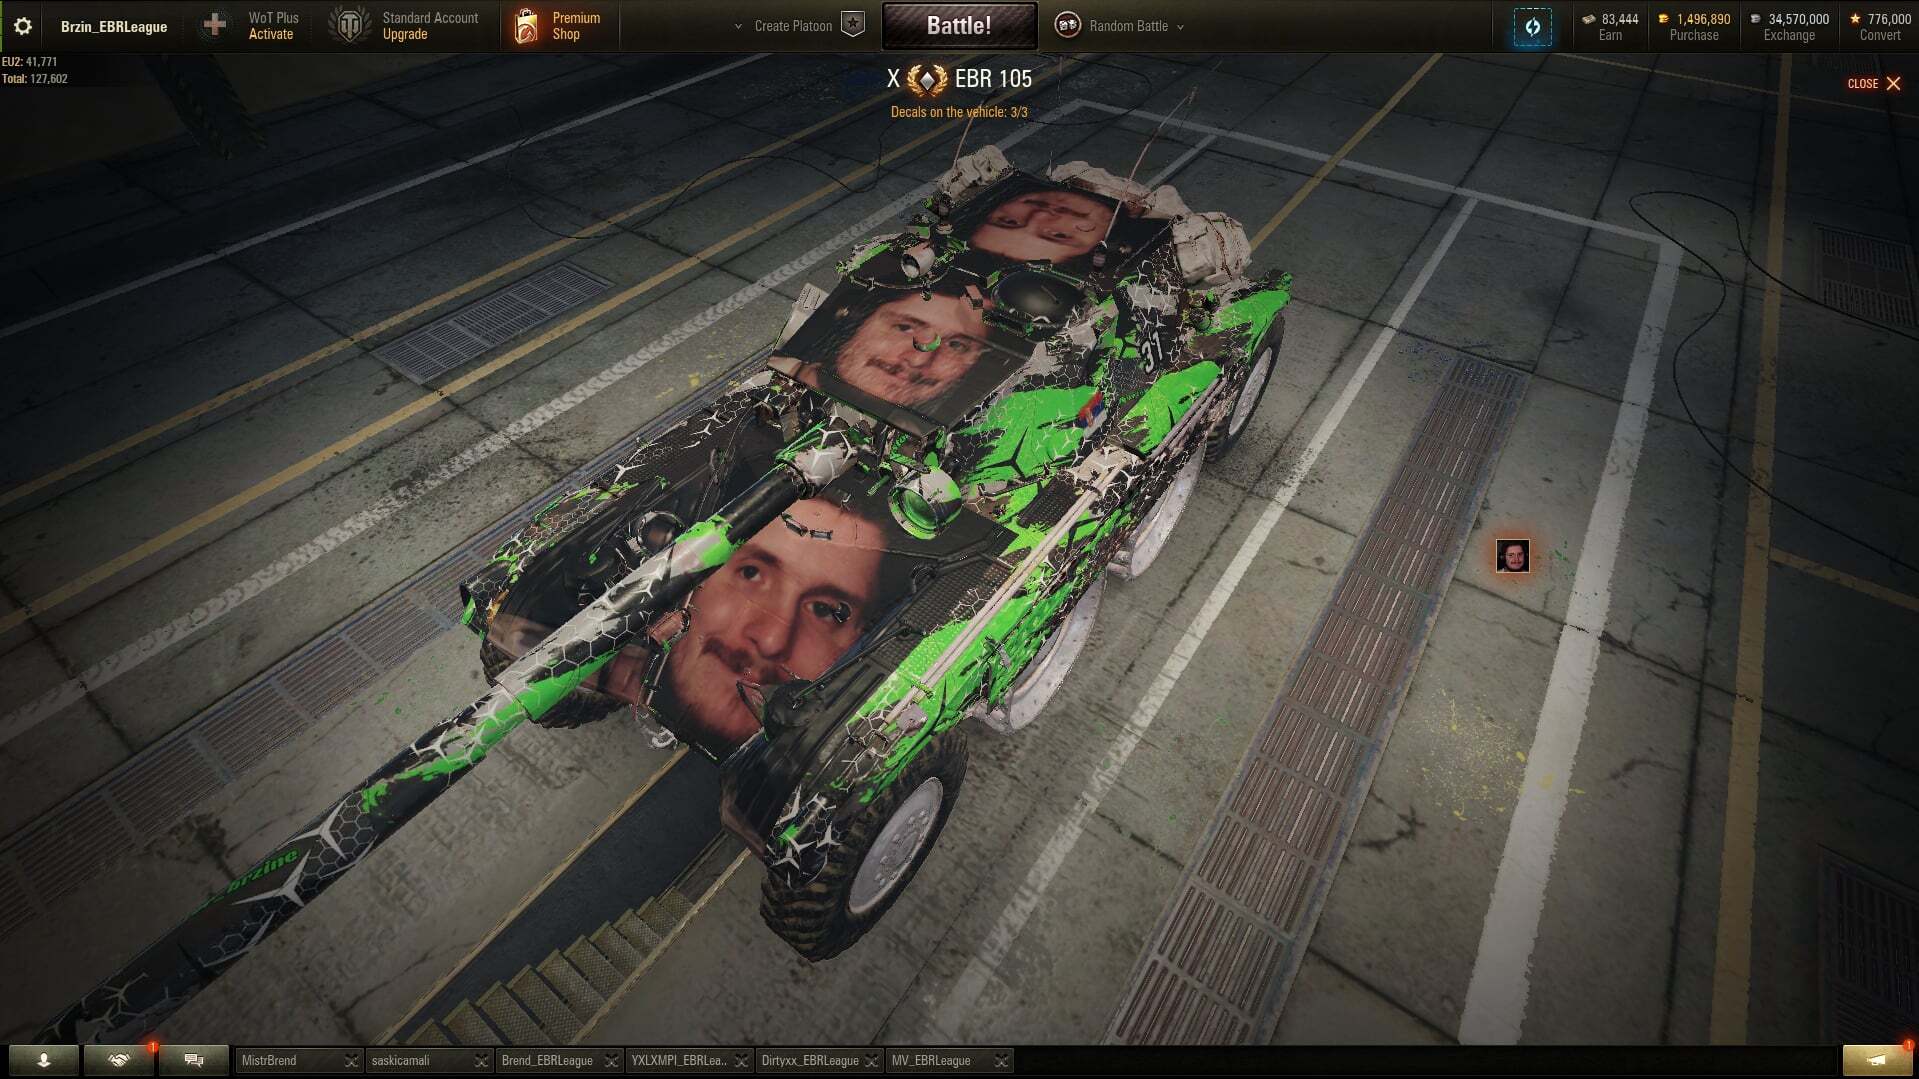 Brzin_EBRLeague
WoT Plus
Activate
Standard Account
Upgrade
Premium
Shop
Create Platoon
Battle!
Random Battle
83,444
Earn
1,496,890
Purchase
34,570,000
Exchange
776,000
Convert
EU2: 41,771
Total: 127,602
X EBR 105
Decals on the vehicle: 3/3
CLOSE
31
brzine
1
MistrBrend
saskicamali
Brend_EBRLeague
YXLXMPI_EBRLea..
Dirtyxx_EBRLeague
MV_EBRLeague
1